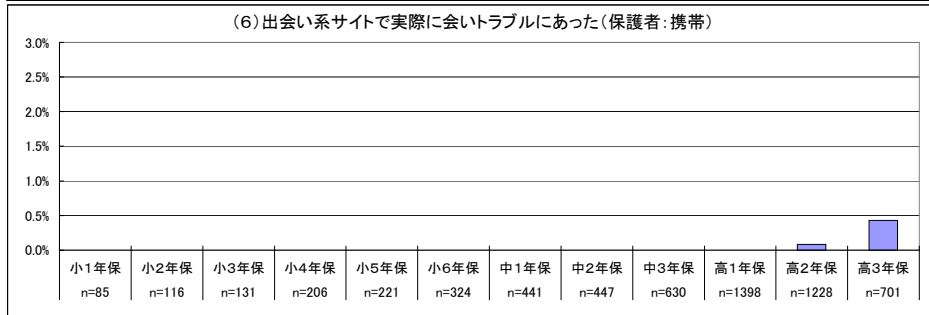 (6)出会い系サイトで実際に会いトラブルにあった(保護者:携帯)
3.0%
2.5%
2.0%
1.5%
1.0%
0.5%
0.0%
小1年保 小2年保 小3年保 小4年保 小5年保 小6年保 中1年保 中2年保 中3年保 高1年保 高2年保 高3年保
n=85 n=116 n=131 n=206 n=221 n=324 n=441 n=447 n=630 n=1398 n=1228 n=701